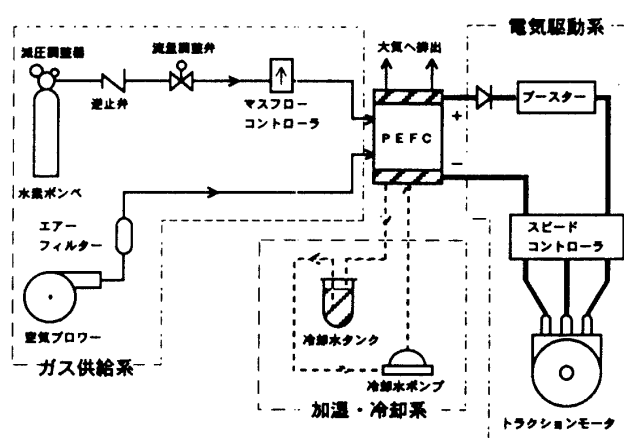 電気駆動系
減圧調整器
流量調整弁
大気へ排出
逆止弁
マスフロー
コントローラ
ブースター
+
PEFC
−
水素ボンベ
エアー
フィルター
スピード
コントローラ
空気ブロワー
冷却水タンク
ガス供給系
冷却水ポンプ
加湿・冷却系
トラクションモータ